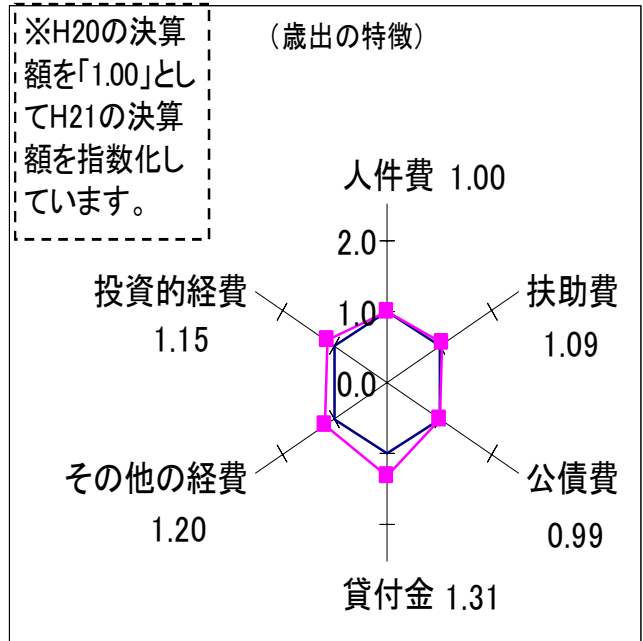 ※H20の決算
額を「1.00」とし
てH21の決算
額を指数化し
ています。
（歳出の特徴）
人件費 1.00
2.0
投資的経費
1.15
1.0
扶助費
1.09
0.0
その他の経費
1.20
公債費
0.99
貸付金 1.31